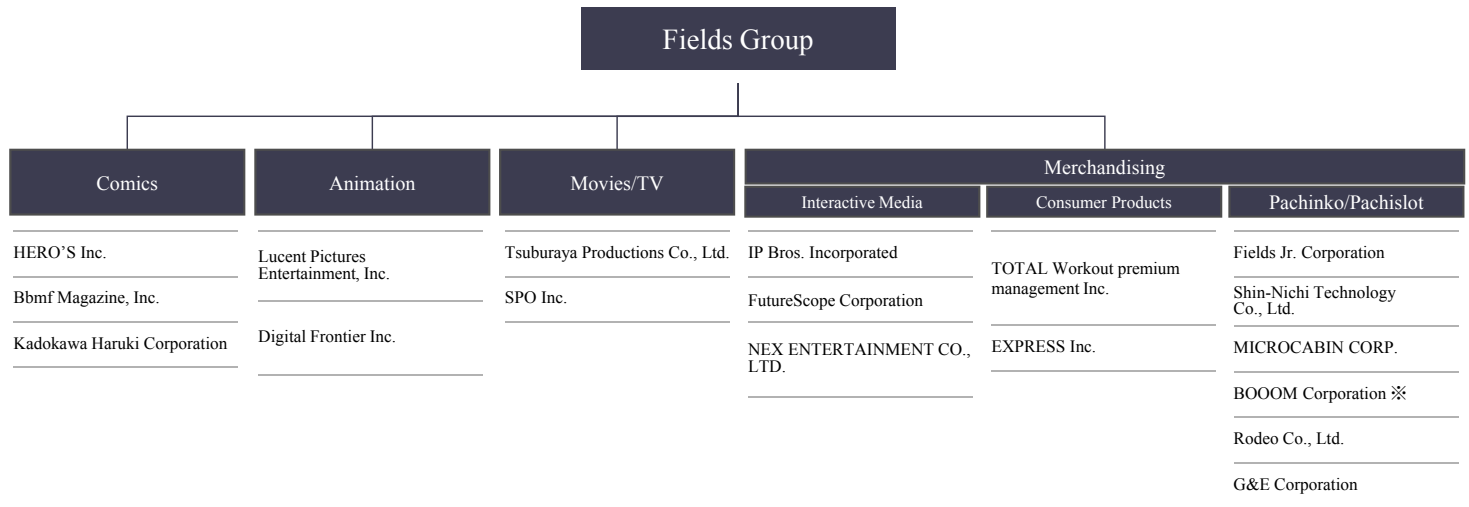 Fields Group
Comics
Animation
Movies/TV
Merchandising
Interactive Media
Consumer Products
Pachinko/Pachislot
HERO’S Inc.
Bbmf Magazine, Inc.
Kadokawa Haruki Corporation
Lucent Pictures
Entertainment, Inc.
Digital Frontier Inc.
Tsuburaya Productions Co., Ltd.
SPO Inc.
IP Bros. Incorporated
FutureScope Corporation
NEX ENTERTAINMENT CO.,
LTD.
TOTAL Workout premium
management Inc.
EXPRESS Inc.
Fields Jr. Corporation
Shin-Nichi Technology
Co., Ltd.
MICROCABIN CORP.
BOOOM Corporation ※
Rodeo Co., Ltd.
G&E Corporation